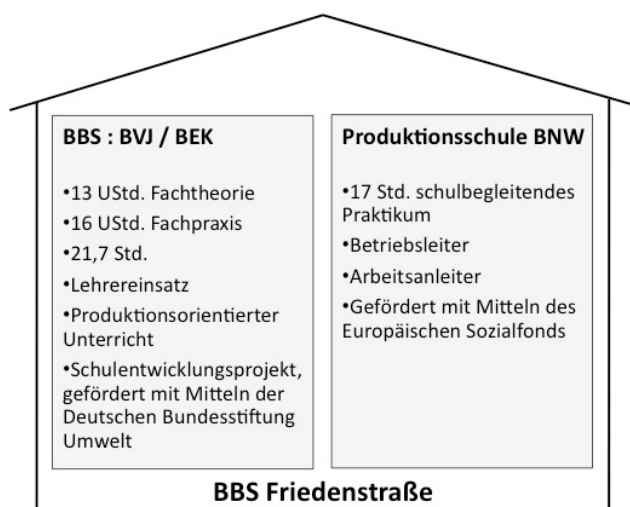 BBS : BVJ / BEK
•13 UStd. Fachtheorie
•16 UStd. Fachpraxis
•21,7 Std.
•Lehrereinsatz
•Produktionsorientierter
Unterricht
•Schulentwicklungsprojekt,
gefördert mit Mitteln der
Deutschen Bundesstiftung
Umwelt
Produktionsschule BNW
•17 Std. schulbegleitendes
Praktikum
•Betriebsleiter
•Arbeitsanleiter
•Gefördert mit Mitteln des
Europäischen Sozialfonds
BBS Friedenstraße